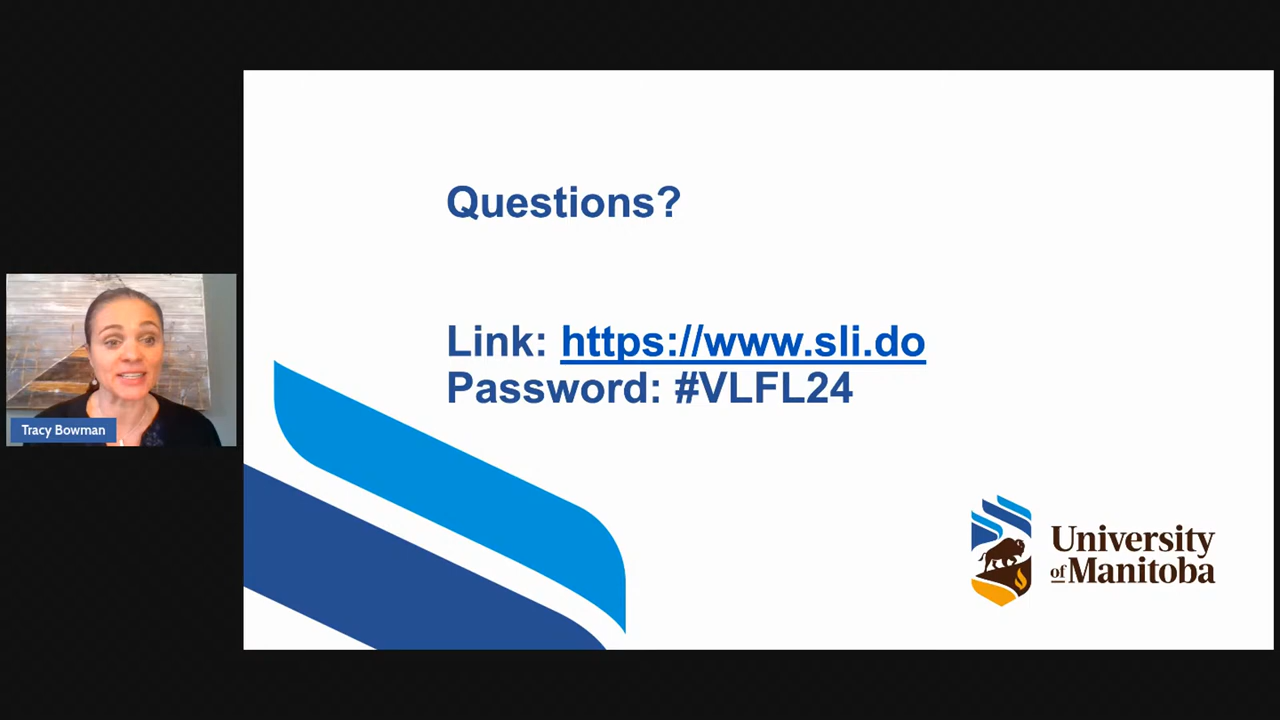 Questions?
Link: https://www.sli.do
Password: #VLFL24
Tracy Bowman
University
of Manitoba